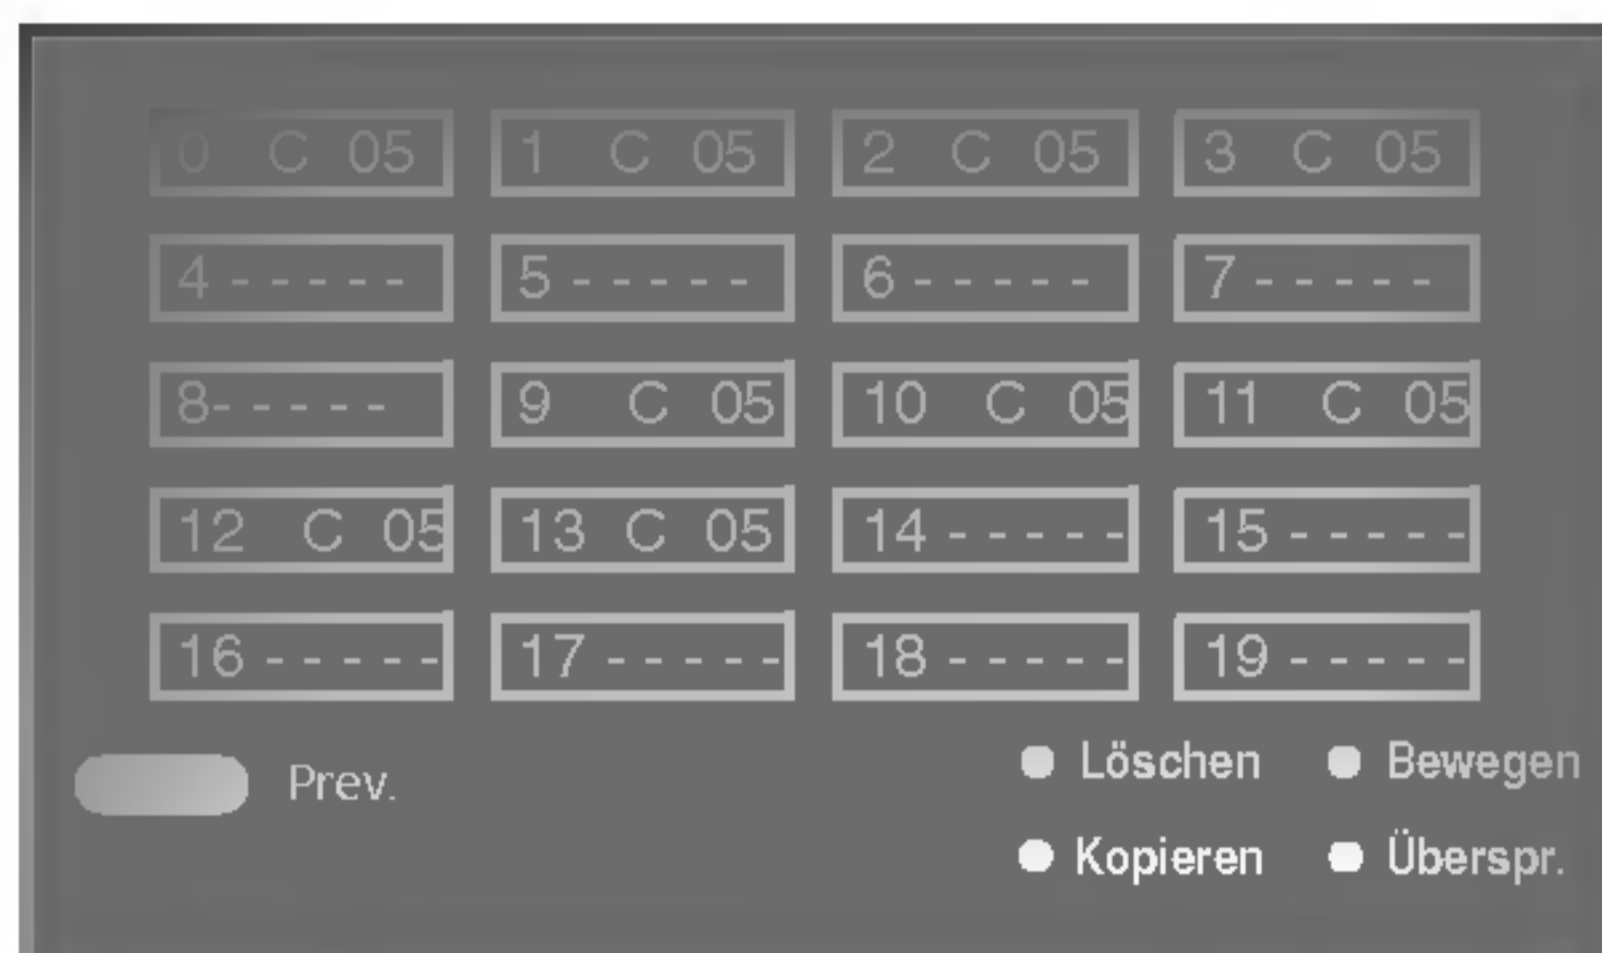 0 C 05 1 C 05 2 C 05 3 C 05
4 - - - - - 5 - - - - - 6 - - - - - 7 - - - - -
8- - - - - 9 C 05 10 C 05 11 C 05
12 C 05 13 C 05 14 - - - - - 15 - - - - -
16 - - - - - 17 - - - - - 18 - - - - - 19 - - - - -
Prev. Löschen Bewegen
Kopieren Überspr.